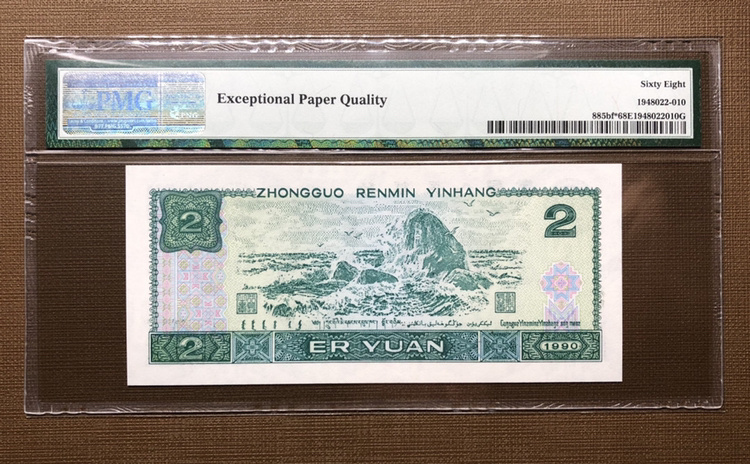 PMG
Exceptional Paper Quality
Sixty Eight
1948022-010
885bf*68E1948022010G
ZHONGGUO RENMIN YINHANG
2
2
2
ER YUAN
1990